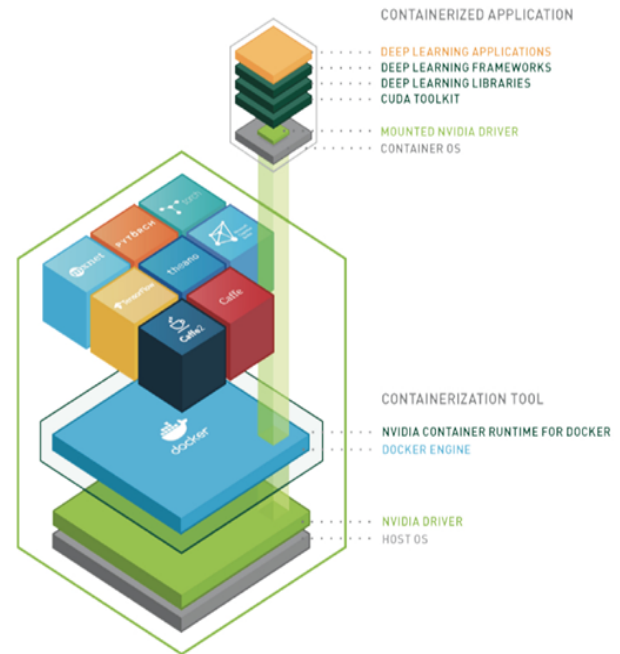 CONTAINERIZED APPLICATION
DEEP LEARNING APPLICATIONS
DEEP LEARNING FRAMEWORKS
DEEP LEARNING LIBRARIES
CUDA TOOLKIT
MOUNTED NVIDIA DRIVER
CONTAINER OS
torch
PYTORCH
mxnet
theano
TensorFlow
Caffe
Caffe2
docker
CONTAINERIZATION TOOL
NVIDIA CONTAINER RUNTIME FOR DOCKER
DOCKER ENGINE
NVIDIA DRIVER
HOST OS